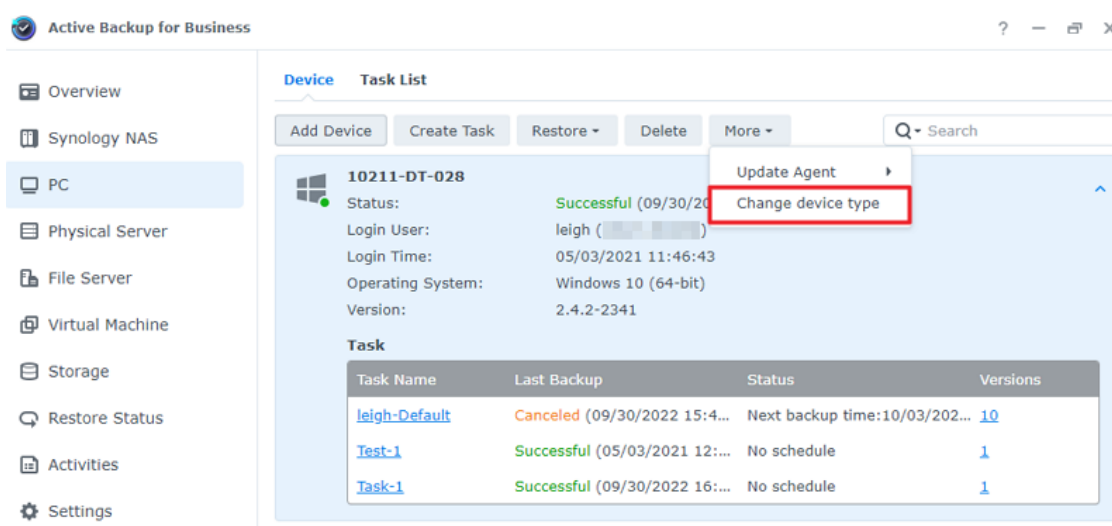 Active Backup for Business
?
Overview
Synology NAS
PC
Physical Server
File Server
Virtual Machine
Storage
Restore Status
Activities
Settings
Device Task List
Add Device Create Task Restore Delete More Search
Update Agent
Change device type
10211-DT-028
Status: Successful (09/30/20
Login User: leigh ( )
Login Time: 05/03/2021 11:46:43
Operating System: Windows 10 (64-bit)
Version: 2.4.2-2341
Task
Task Name Last Backup Status Versions
leigh-Default Canceled (09/30/2022 15:4... Next backup time:10/03/202... 10
Test-1 Successful (05/03/2021 12:... No schedule 1
Task-1 Successful (09/30/2022 16:... No schedule 1